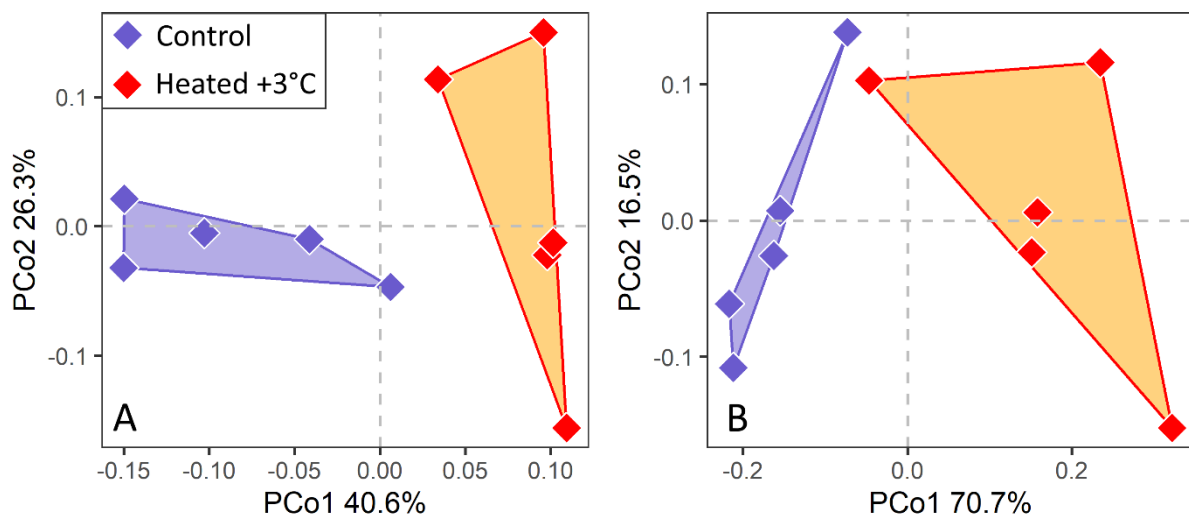 Control
Heated +3°C
PCo2 26.3%
0.1
0.0
-0.1
A
-0.15
-0.10
-0.05
0.00
0.05
0.10
PCo1 40.6%
PCo2 16.5%
0.1
0.0
-0.1
B
-0.2
0.0
0.2
PCo1 70.7%